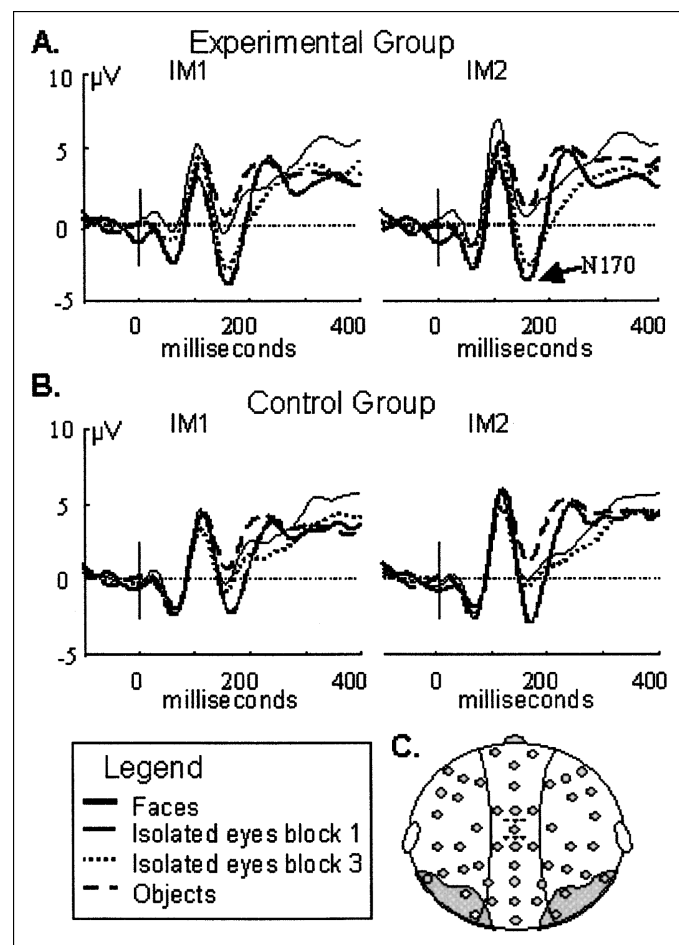 A.
Experimental Group
10
µV
IM1
IM2
5
0
N170
-5
0 200 400
milliseconds
0 200 400
milliseconds
B.
Control Group
10
µV
IM1
IM2
5
0
-5
0 200 400
milliseconds
0 200 400
milliseconds
Legend
Faces
Isolated eyes block 1
Isolated eyes block 3
Objects
C.